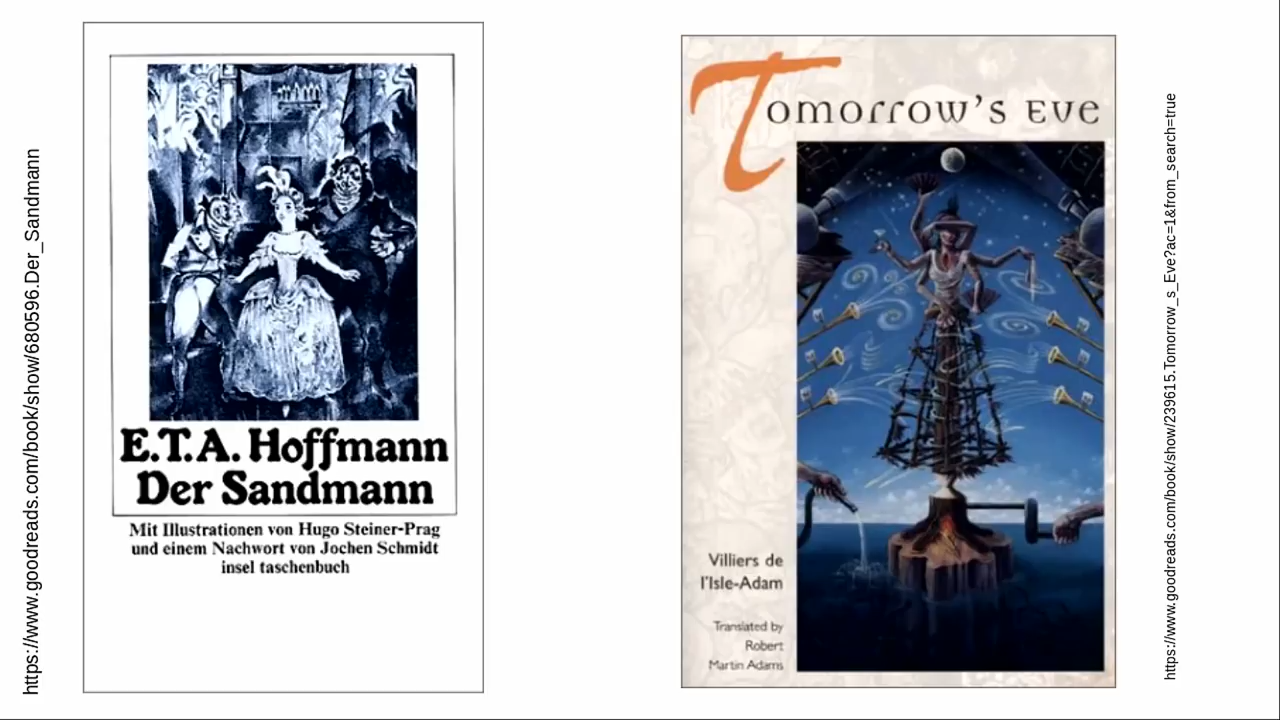 https://www.goodreads.com/book/show/680596.Der_Sandmann
E.T.A. Hoffmann
Der Sandmann
Mit Illustrationen von Hugo Steiner-Prag
und einem Nachwort von Jochen Schmidt
insel taschenbuch
Tomorrow's Eve
Villiers de
l'Isle-Adam
Translated by
Robert
Martin Adams
https://www.goodreads.com/book/show/239615.Tomorrow_s_Eve?ac=1&from_search=true